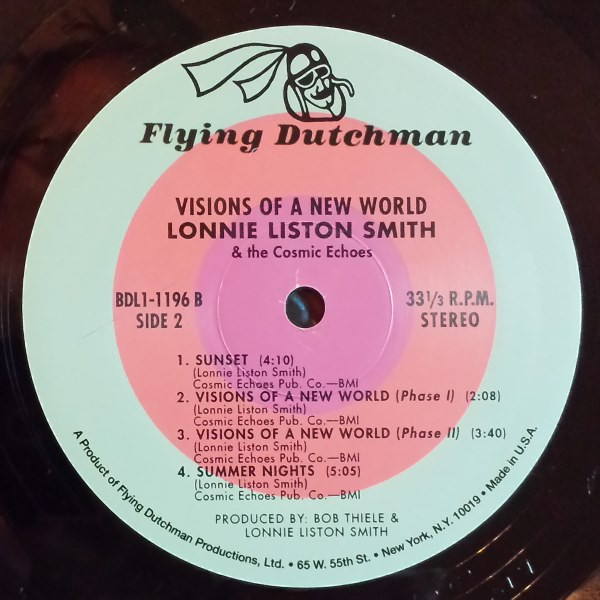 Flying Dutchman
VISIONS OF A NEW WORLD
LONNIE LISTON SMITH
& the Cosmic Echoes
BDL1-1196 B
SIDE 2
33 1/3 R.P.M.
STEREO
1. SUNSET (4:10)
(Lonnie Liston Smith)
Cosmic Echoes Pub. Co.—BMI
2. VISIONS OF A NEW WORLD (Phase I) (2:08)
(Lonnie Liston Smith)
Cosmic Echoes Pub. Co.—BMI
3. VISIONS OF A NEW WORLD (Phase II) (3:40)
(Lonnie Liston Smith)
Cosmic Echoes Pub. Co.—BMI
4. SUMMER NIGHTS (5:05)
(Lonnie Liston Smith)
Cosmic Echoes Pub. Co.—BMI
PRODUCED BY: BOB THIELE &
LONNIE LISTON SMITH
A Product of Flying Dutchman Productions, Ltd. • 65 W. 55th St. • New York, N.Y. 10019 • Made in U.S.A.